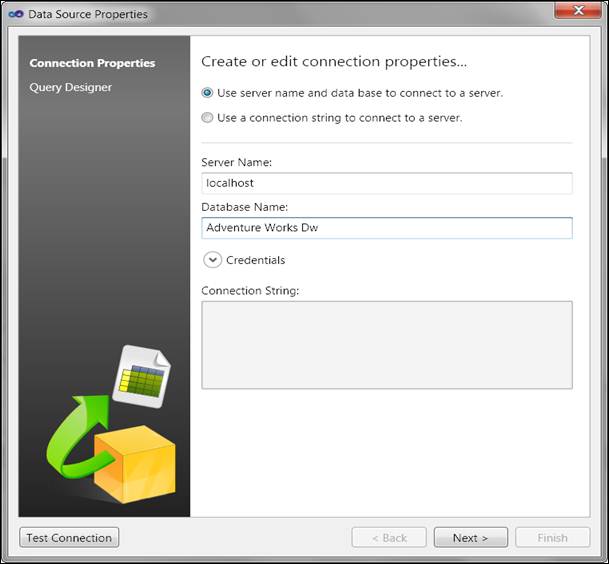 Data Source Properties
Connection Properties
Query Designer
Create or edit connection properties...
Use server name and data base to connect to a server.
Use a connection string to connect to a server.
Server Name:
localhost
Database Name:
Adventure Works Dw
Credentials
Connection String:
Test Connection
< Back
Next >
Finish